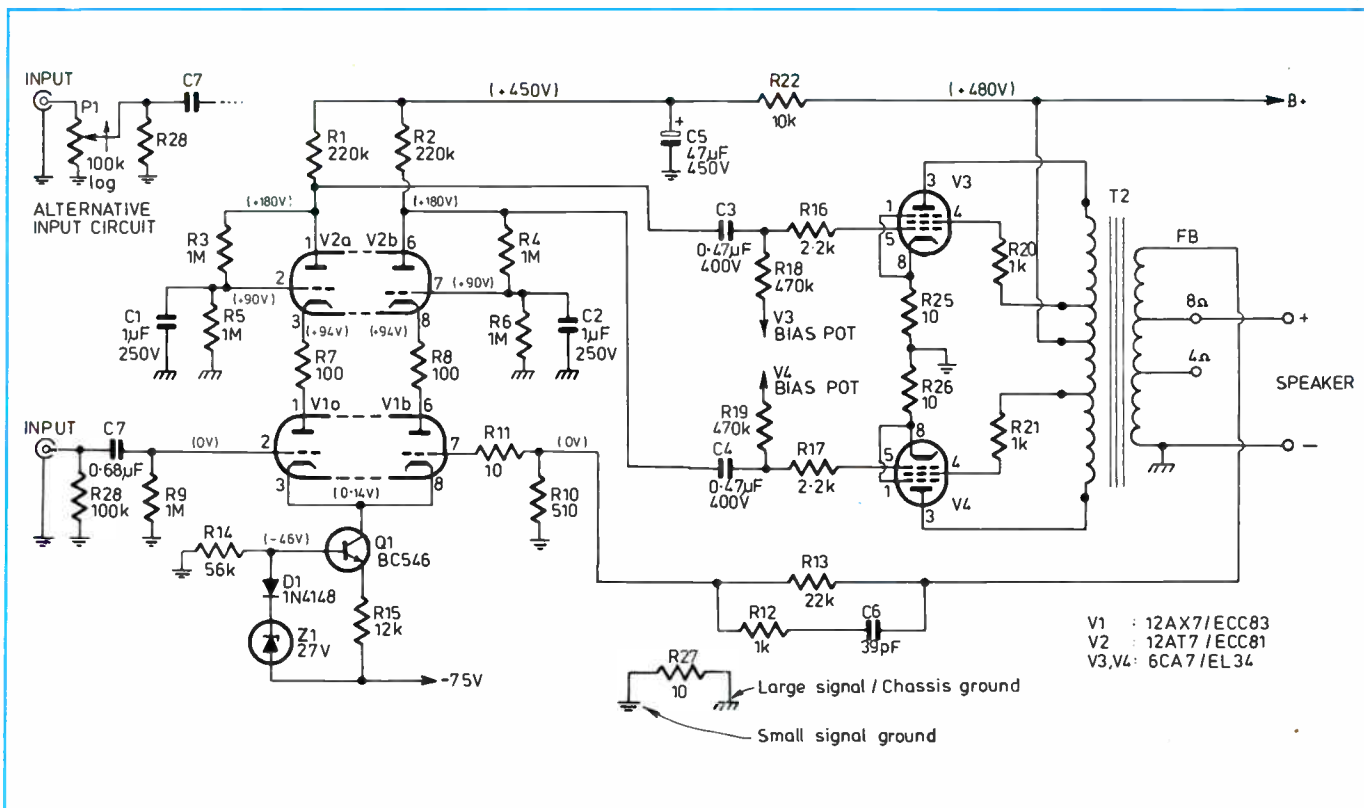 INPUT
P1
100k
log
C7
R28
ALTERNATIVE
INPUT CIRCUIT
(+450V)
R22
10k
(+480V)
B+
R1
220k
R2
220k
+
C5
47µF
450V
(+180V)
(+180V)
R3
1M
R4
1M
1
V2a
V2b
6
2
(+90V)
7
(+90V)
C1
1µF
250V
R5
1M
R6
1M
C2
1µF
250V
3
(+94V)
(+94V)
8
R7
100
R8
100
C3
0·47µF
400V
R16
2·2k
R18
470k
V3
BIAS POT
V3
3
1
5
4
8
R20
1k
R25
10
T2
FB
8Ω
4Ω
+
SPEAKER
−
V4
BIAS POT
R19
470k
C4
0·47µF
400V
R17
2·2k
R26
10
8
5
1
4
3
V4
R21
1k
INPUT
C7
0·68µF
R28
100k
R9
1M
(0V)
1
V1a
V1b
6
2
7
3
8
(0·14V)
R11
10
(0V)
R10
510
R14
56k
(-46V)
Q1
BC546
D1
1N4148
Z1
27V
R15
12k
-75V
R13
22k
R12
1k
C6
39pF
R27
10
Large signal / Chassis ground
Small signal ground
V1 : 12AX7/ECC83
V2 : 12AT7/ECC81
V3,V4: 6CA7/EL34